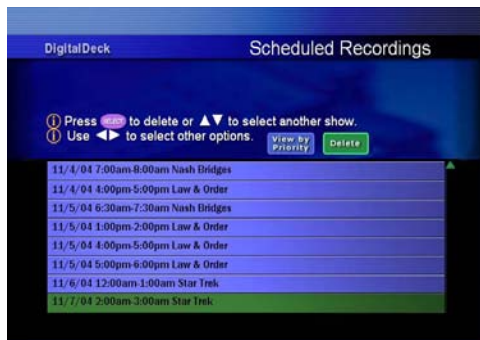 DigitalDeck
Scheduled Recordings
ⓘ Press SELECT to delete or ▲▼ to select another show.
ⓘ Use ◀▶ to select other options.
View by
Priority
Delete
11/4/04 7:00am-8:00am Nash Bridges
11/4/04 4:00pm-5:00pm Law & Order
11/5/04 6:30am-7:30am Nash Bridges
11/5/04 1:00pm-2:00pm Law & Order
11/5/04 4:00pm-5:00pm Law & Order
11/5/04 5:00pm-6:00pm Law & Order
11/6/04 12:00am-1:00am Star Trek
11/7/04 2:00am-3:00am Star Trek